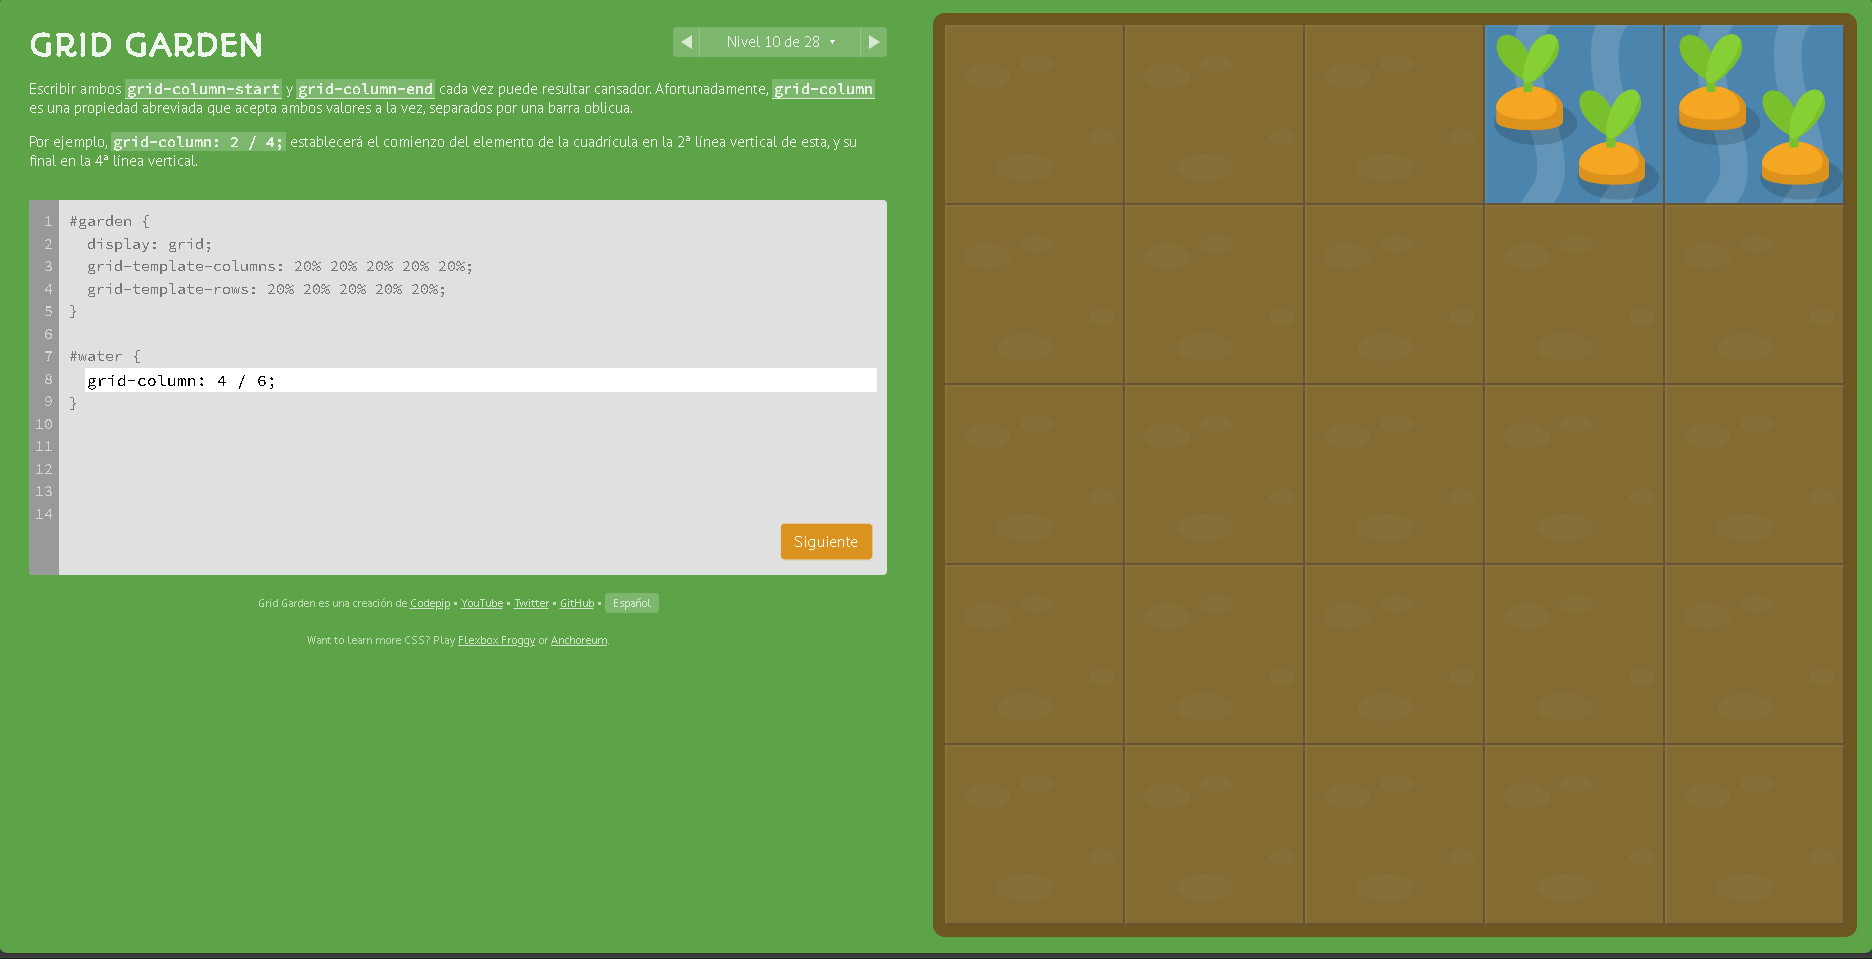 GRID GARDEN
◀ Nivel 10 de 28 ▾ ▶
Escribir ambos grid-column-start y grid-column-end cada vez puede resultar cansador. Afortunadamente, grid-column
es una propiedad abreviada que acepta ambos valores a la vez, separados por una barra oblicua.
Por ejemplo, grid-column: 2 / 4; establecerá el comienzo del elemento de la cuadrícula en la 2ª línea vertical de esta, y su
final en la 4ª línea vertical.
1 #garden {
2 display: grid;
3 grid-template-columns: 20% 20% 20% 20% 20%;
4 grid-template-rows: 20% 20% 20% 20% 20%;
5 }
6
7 #water {
8 grid-column: 4 / 6;
9 }
10
11
12
13
14
Siguiente
Grid Garden es una creación de Codepip • YouTube • Twitter • GitHub • Español
Want to learn more CSS? Play Flexbox Froggy or Anchoreum.